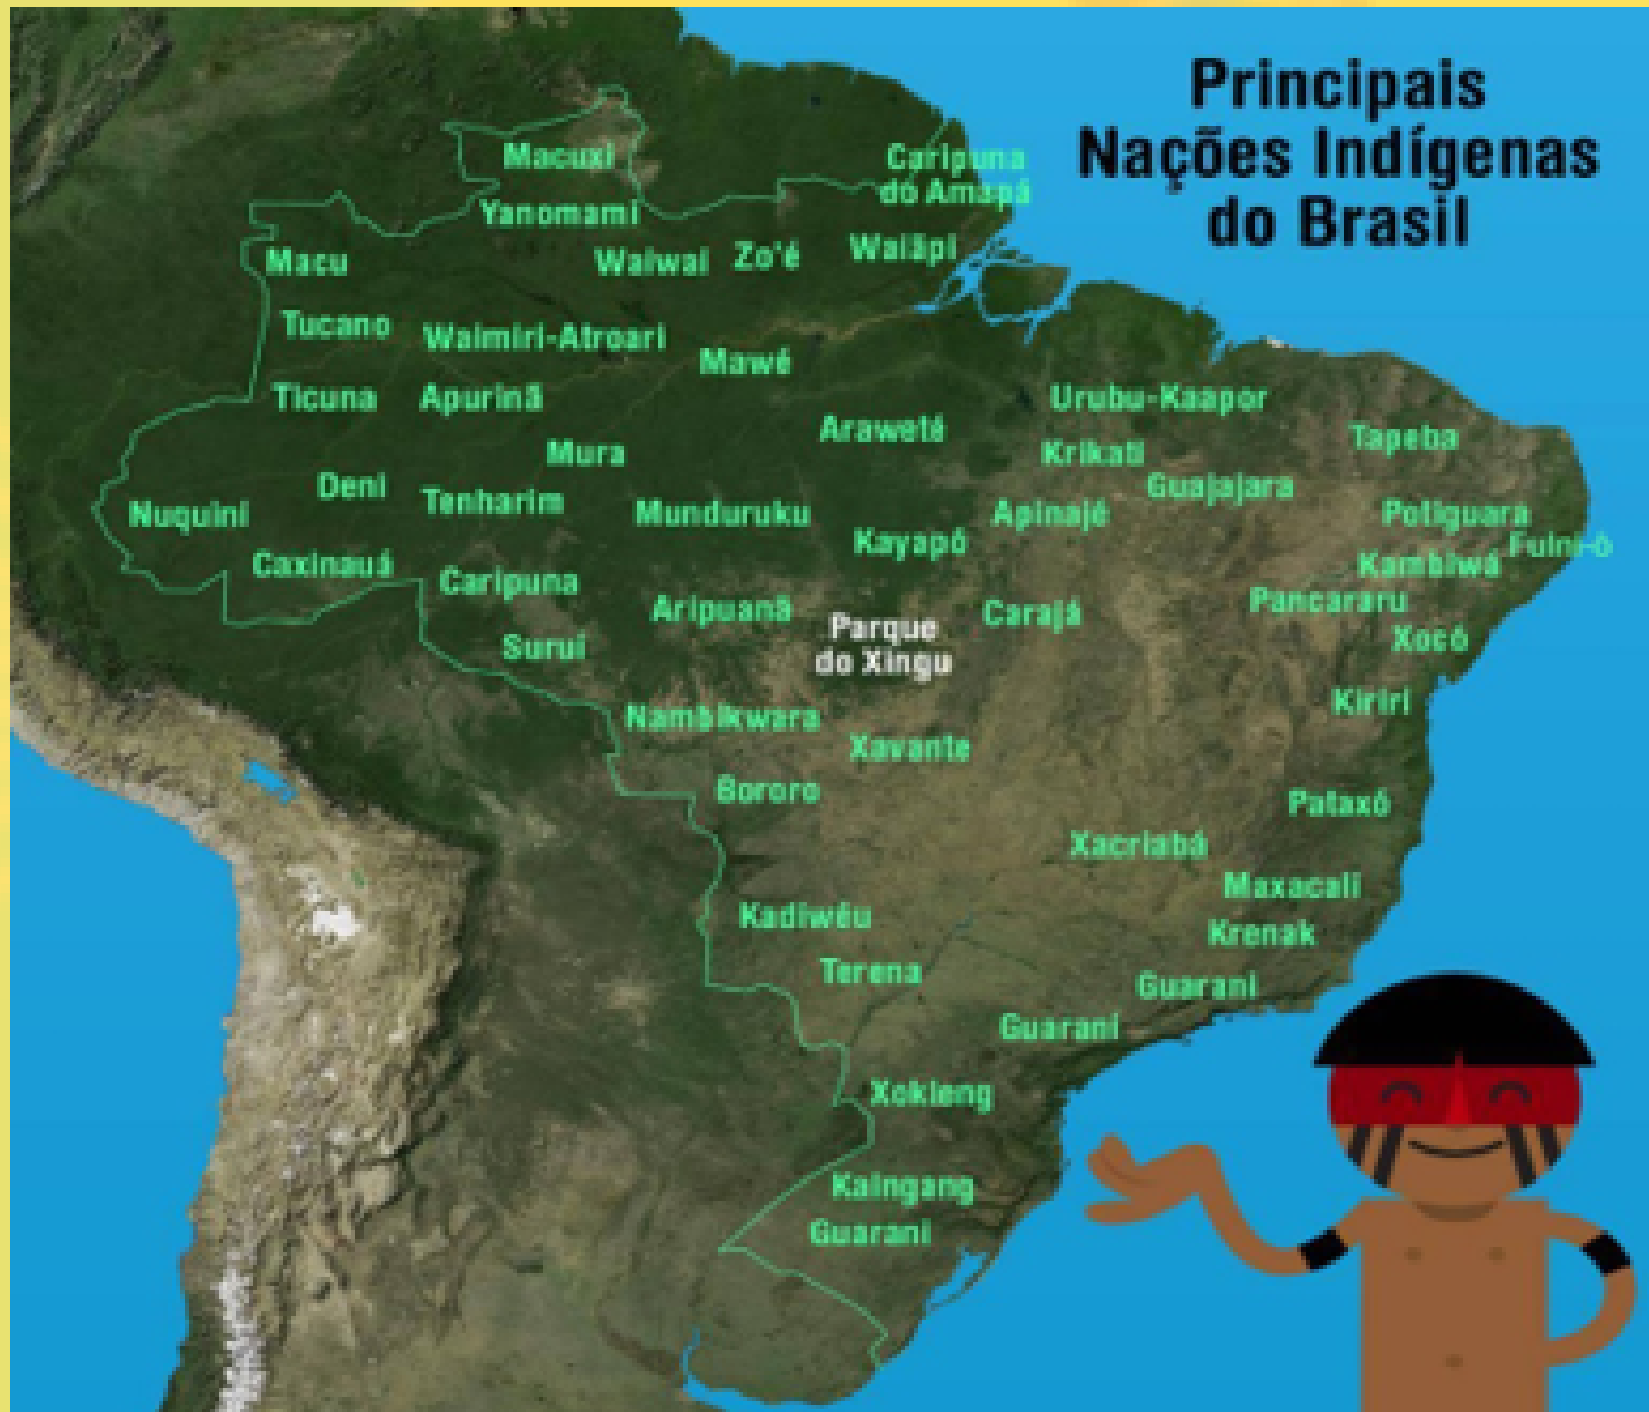 Principais
Nações Indígenas
do Brasil
Macuxi
Caripuna
do Amapá
Yanomami
Macu
Waiwai
Zo'é
Waiãpi
Tucano
Waimiri-Atroari
Mawé
Ticuna
Apurinã
Urubu-Kaapor
Araweté
Tapeba
Mura
Krikati
Deni
Tenharim
Guajajara
Nuquini
Munduruku
Apinajé
Potiguara
Kayapó
Fulni-ô
Caxinauá
Caripuna
Kambiwá
Aripuanã
Carajá
Pancararu
Parque
do Xingu
Xocó
Suruí
Nambikwara
Kiriri
Xavante
Bororo
Pataxó
Xacriabá
Maxacali
Kadiwéu
Krenak
Terena
Guarani
Guarani
Xokleng
Kaingang
Guarani